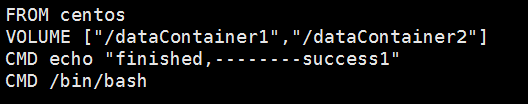 FROM centos
VOLUME ["/dataContainer1","/dataContainer2"]
CMD echo "finished,--------success1"
CMD /bin/bash